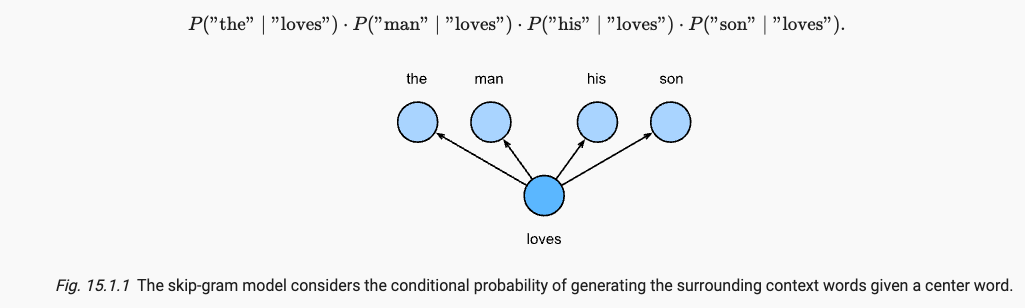 P(”the” | ”loves”) · P(”man” | ”loves”) · P(”his” | ”loves”) · P(”son” | ”loves”).
the man his son
loves
Fig. 15.1.1 The skip-gram model considers the conditional probability of generating the surrounding context words given a center word.